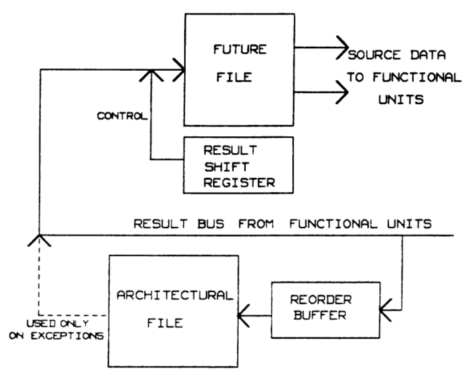 FUTURE
FILE
SOURCE DATA
TO FUNCTIONAL
UNITS
CONTROL
RESULT
SHIFT
REGISTER
RESULT BUS FROM FUNCTIONAL UNITS
ARCHITECTURAL
FILE
REORDER
BUFFER
USED ONLY
ON EXCEPTIONS